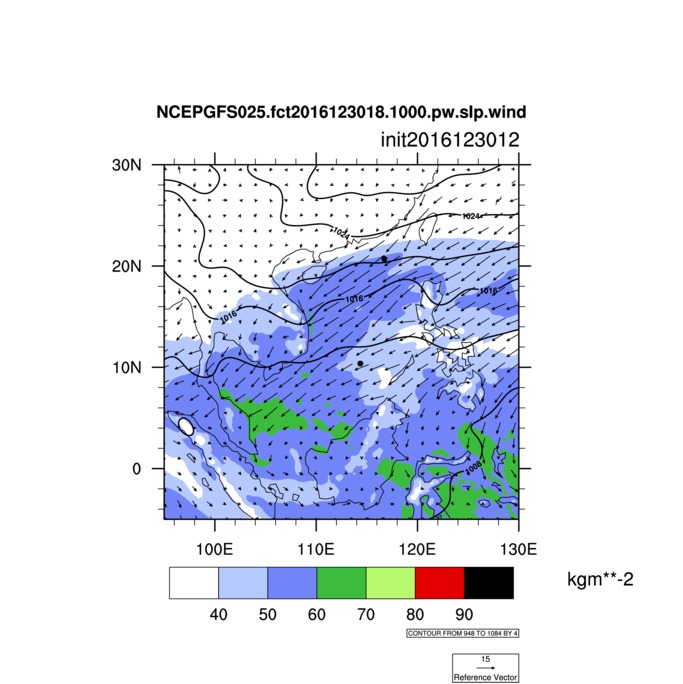 NCEPGFS025.fct2016123018.1000.pw.slp.wind
init2016123012
30N
1024
1024
20N
1016
1016
1016
10N
1008
0
100E 110E 120E 130E
kgm**-2
40 50 60 70 80 90
CONTOUR FROM 948 TO 1084 BY 4
15
Reference Vector